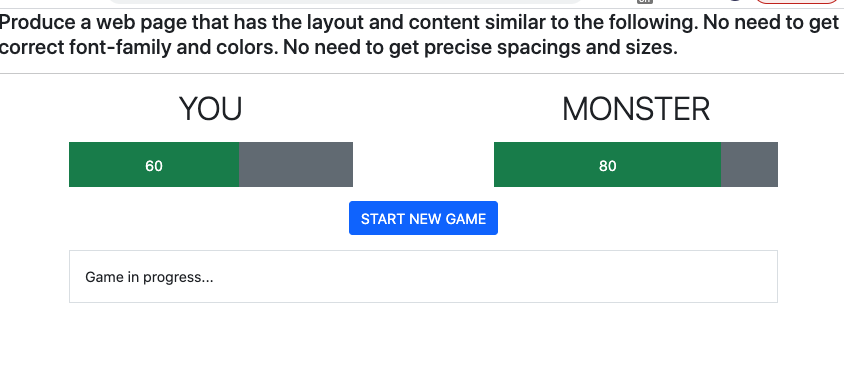 Produce a web page that has the layout and content similar to the following. No need to get
correct font-family and colors. No need to get precise spacings and sizes.
YOU
MONSTER
60
80
START NEW GAME
Game in progress...